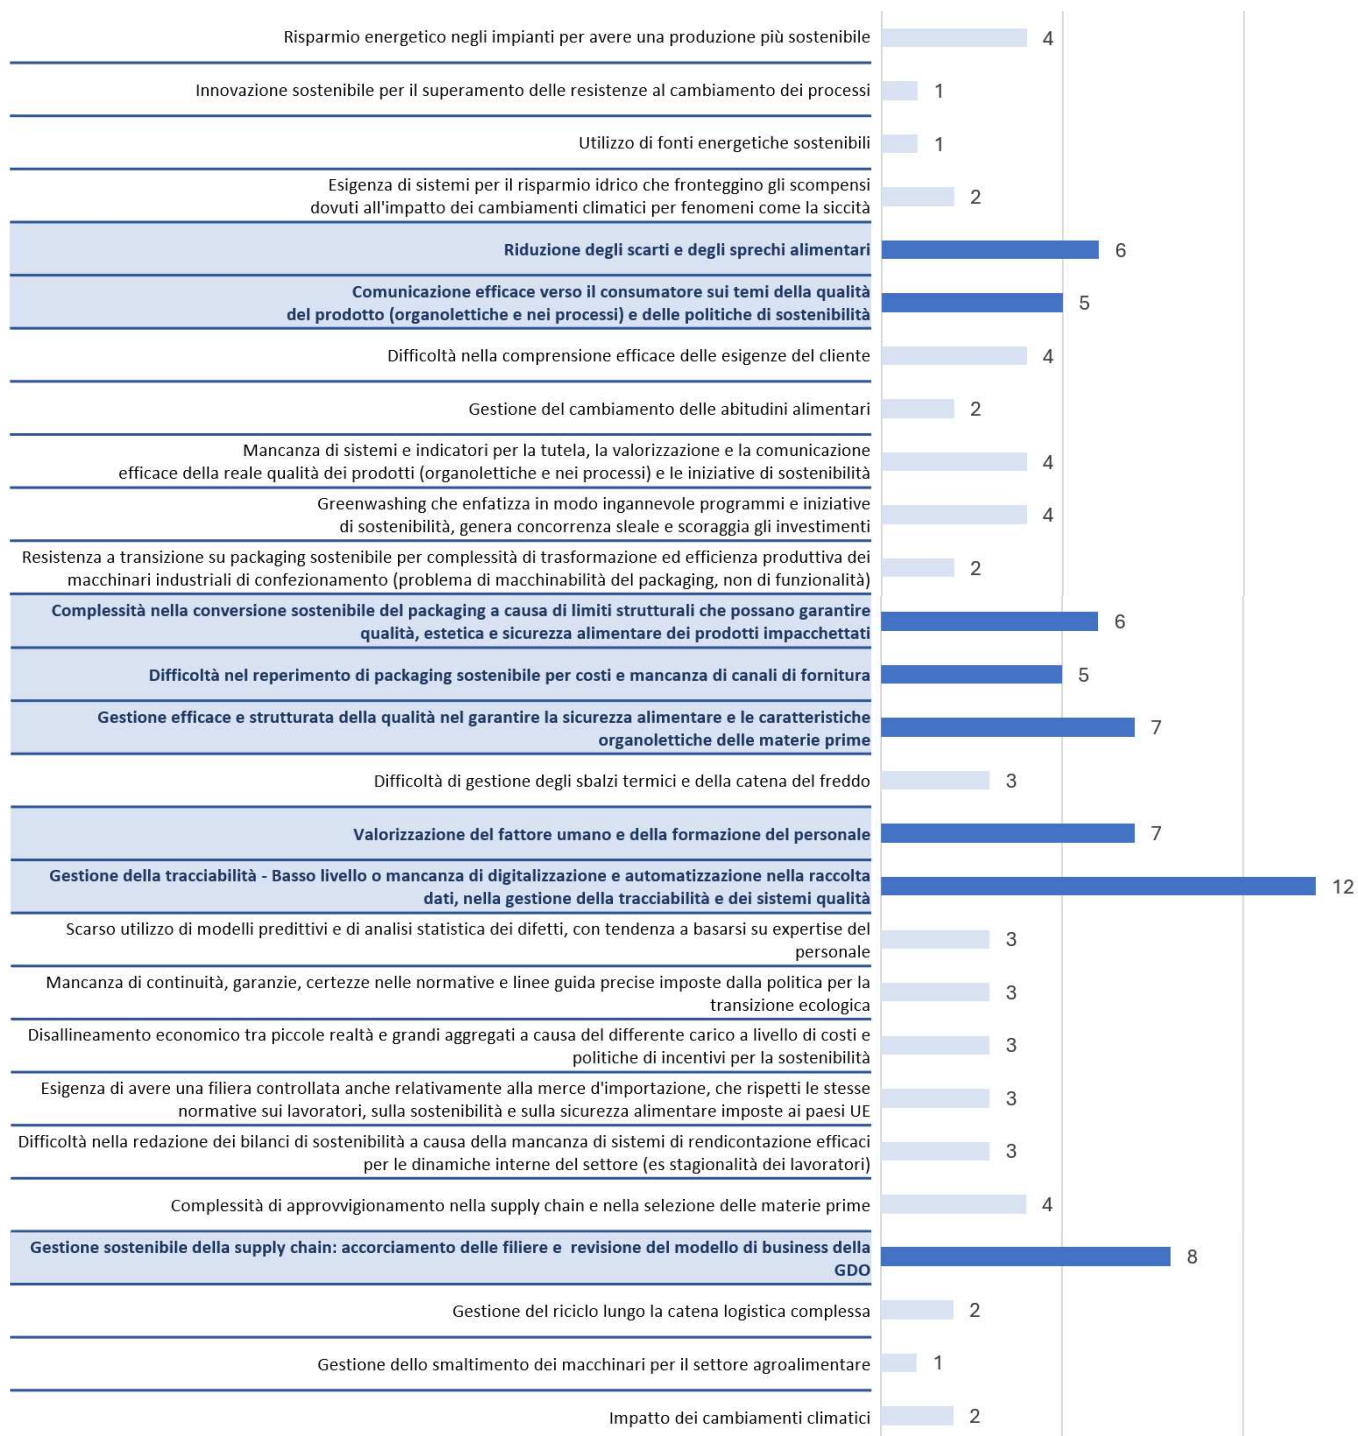 Risparmio energetico negli impianti per avere una produzione più sostenibile
4
Innovazione sostenibile per il superamento delle resistenze al cambiamento dei processi
1
Utilizzo di fonti energetiche sostenibili
1
Esigenza di sistemi per il risparmio idrico che fronteggino gli scompensi
dovuti all'impatto dei cambiamenti climatici per fenomeni come la siccità
2
Riduzione degli scarti e degli sprechi alimentari
6
Comunicazione efficace verso il consumatore sui temi della qualità
del prodotto (organolettiche e nei processi) e delle politiche di sostenibilità
5
Difficoltà nella comprensione efficace delle esigenze del cliente
4
Gestione del cambiamento delle abitudini alimentari
2
Mancanza di sistemi e indicatori per la tutela, la valorizzazione e la comunicazione
efficace della reale qualità dei prodotti (organolettiche e nei processi) e le iniziative di sostenibilità
4
Greenwashing che enfatizza in modo ingannevole programmi e iniziative
di sostenibilità, genera concorrenza sleale e scoraggia gli investimenti
4
Resistenza a transizione su packaging sostenibile per complessità di trasformazione ed efficienza produttiva dei
macchinari industriali di confezionamento (problema di macchinabilità del packaging, non di funzionalità)
2
Complessità nella conversione sostenibile del packaging a causa di limiti strutturali che possano garantire
qualità, estetica e sicurezza alimentare dei prodotti impacchettati
6
Difficoltà nel reperimento di packaging sostenibile per costi e mancanza di canali di fornitura
5
Gestione efficace e strutturata della qualità nel garantire la sicurezza alimentare e le caratteristiche
organolettiche delle materie prime
7
Difficoltà di gestione degli sbalzi termici e della catena del freddo
3
Valorizzazione del fattore umano e della formazione del personale
7
Gestione della tracciabilità - Basso livello o mancanza di digitalizzazione e automatizzazione nella raccolta
dati, nella gestione della tracciabilità e dei sistemi qualità
12
Scarso utilizzo di modelli predittivi e di analisi statistica dei difetti, con tendenza a basarsi su expertise del
personale
3
Mancanza di continuità, garanzie, certezze nelle normative e linee guida precise imposte dalla politica per la
transizione ecologica
3
Disallineamento economico tra piccole realtà e grandi aggregati a causa del differente carico a livello di costi e
politiche di incentivi per la sostenibilità
3
Esigenza di avere una filiera controllata anche relativamente alla merce d'importazione, che rispetti le stesse
normative sui lavoratori, sulla sostenibilità e sulla sicurezza alimentare imposte ai paesi UE
3
Difficoltà nella redazione dei bilanci di sostenibilità a causa della mancanza di sistemi di rendicontazione efficaci
per le dinamiche interne del settore (es stagionalità dei lavoratori)
3
Complessità di approvvigionamento nella supply chain e nella selezione delle materie prime
4
Gestione sostenibile della supply chain: accorciamento delle filiere e revisione del modello di business della
GDO
8
Gestione del riciclo lungo la catena logistica complessa
2
Gestione dello smaltimento dei macchinari per il settore agroalimentare
1
Impatto dei cambiamenti climatici
2